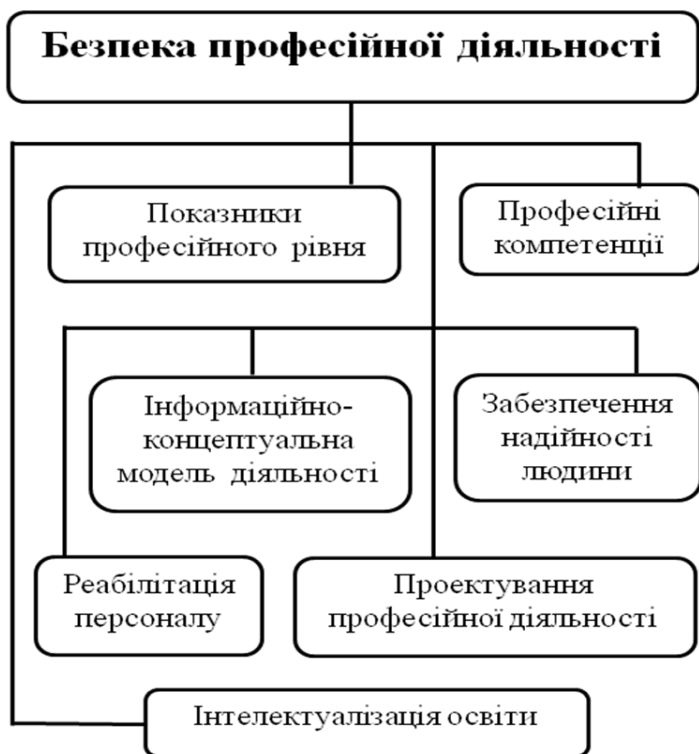 Безпека професійної діяльності
Показники
професійного рівня
Професійні
компетенції
Інформаційно-
концептуальна
модель діяльності
Забезпечення
надійності
людини
Реабілітація
персоналу
Проектування
професійної діяльності
Інтелектуалізація освіти